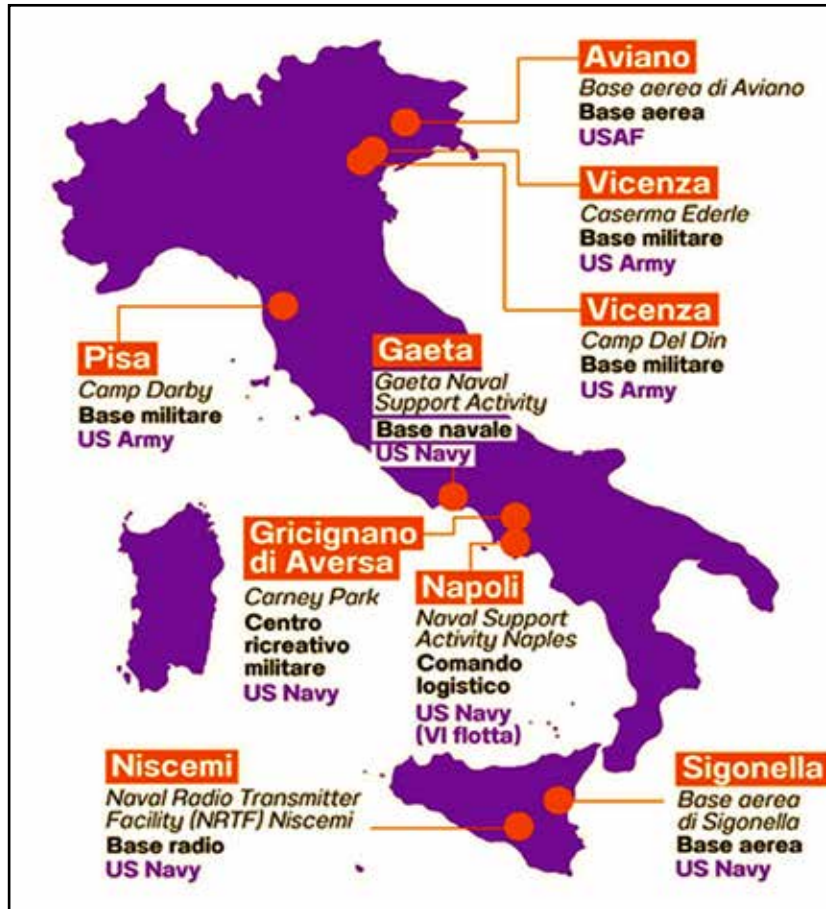 Aviano
Base aerea di Aviano
Base aerea
USAF
Vicenza
Caserma Ederle
Base militare
US Army
Vicenza
Camp Del Din
Base militare
US Army
Pisa
Camp Darby
Base militare
US Army
Gaeta
Gaeta Naval
Support Activity
Base navale
US Navy
Gricignano
di Aversa
Carney Park
Centro
ricreativo
militare
US Navy
Napoli
Naval Support
Activity Naples
Comando
logistico
US Navy
(VI flotta)
Niscemi
Naval Radio Transmitter
Facility (NRTF) Niscemi
Base radio
US Navy
Sigonella
Base aerea
di Sigonella
Base aerea
US Navy